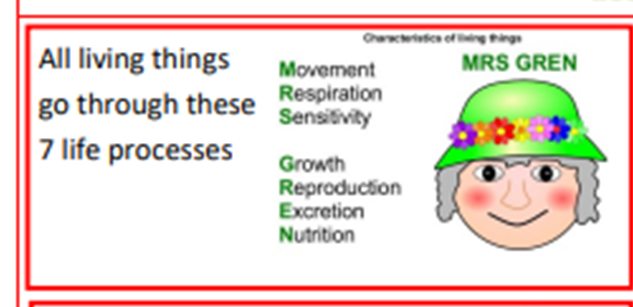 All living things
go through these
7 life processes
Characteristics of living things
MRS GREN
Movement
Respiration
Sensitivity
Growth
Reproduction
Excretion
Nutrition